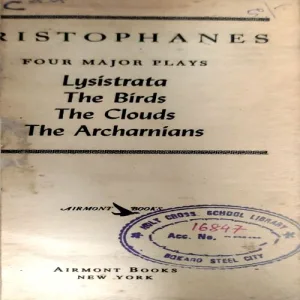 RISTOPHANES
FOUR MAJOR PLAYS
Lysistrata
The Birds
The Clouds
The Archarnians
AIRMONT BOOKS
HOLY CROSS SCHOOL LIBRARY
16847
Acc. No.
BOKARO STEEL CITY
AIRMONT BOOKS
NEW YORK